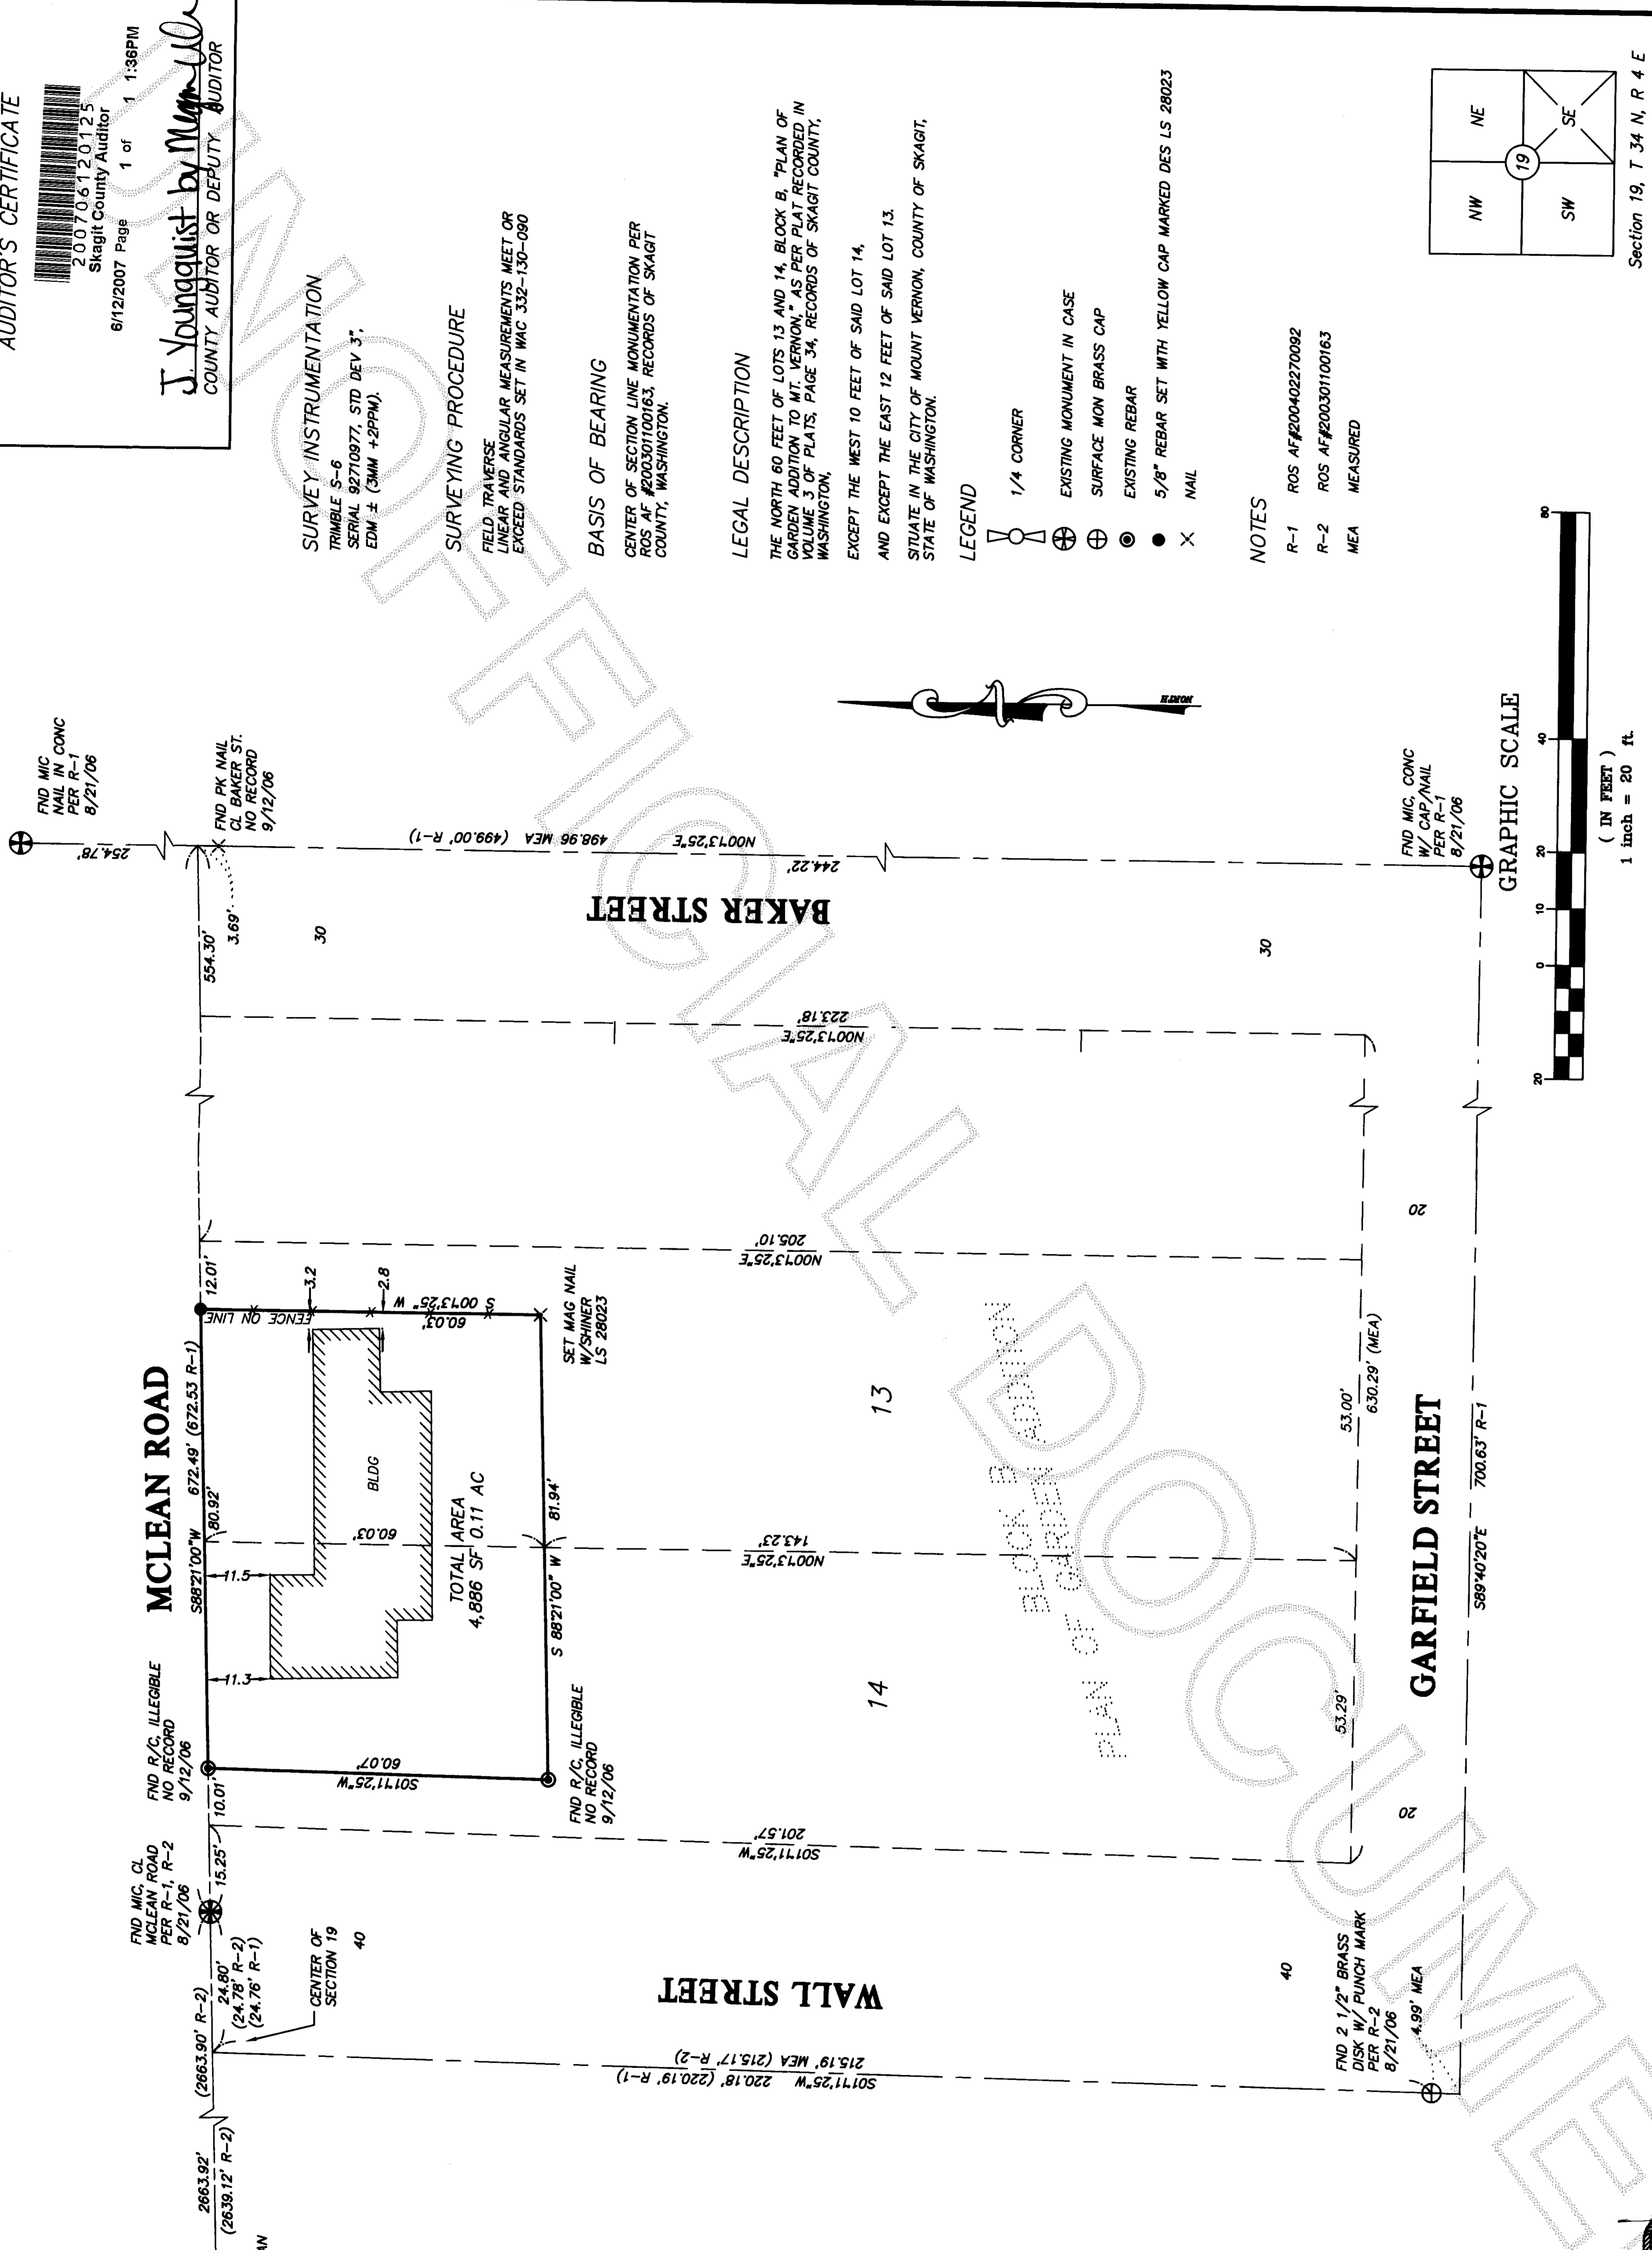 AUDITOR'S CERTIFICATE
200706120125
Skagit County Auditor
6/12/2007 Page 1 of 1 1:36PM
J. Youngquist by
COUNTY AUDITOR OR DEPUTY AUDITOR
SURVEY INSTRUMENTATION
TRIMBLE S-6
SERIAL 92710977, STD DEV 3",
EDM ± (3MM +2PPM).
SURVEYING PROCEDURE
FIELD TRAVERSE
LINEAR AND ANGULAR MEASUREMENTS MEET OR
EXCEED STANDARDS SET IN WAC 332-130-090
BASIS OF BEARING
CENTER OF SECTION LINE MONUMENTATION PER
ROS AF #200301100163, RECORDS OF SKAGIT
COUNTY, WASHINGTON.
LEGAL DESCRIPTION
THE NORTH 60 FEET OF LOTS 13 AND 14, BLOCK B, "PLAN OF
GARDEN ADDITION TO MT. VERNON," AS PER PLAT RECORDED IN
VOLUME 3 OF PLATS, PAGE 34, RECORDS OF SKAGIT COUNTY,
WASHINGTON,
EXCEPT THE WEST 10 FEET OF SAID LOT 14,
AND EXCEPT THE EAST 12 FEET OF SAID LOT 13.
SITUATE IN THE CITY OF MOUNT VERNON, COUNTY OF SKAGIT,
STATE OF WASHINGTON.
LEGEND
1/4 CORNER
EXISTING MONUMENT IN CASE
SURFACE MON BRASS CAP
EXISTING REBAR
5/8" REBAR SET WITH YELLOW CAP MARKED DES LS 28023
NAIL
NOTES
R-1 ROS AF#200402270092
R-2 ROS AF#200301100163
MEA MEASURED
NW NE
19
SW SE
Section 19, T 34 N, R 4 E
FND MIC
NAIL IN CONC
PER R-1
8/21/06
254.78'
FND PK NAIL
CL BAKER ST.
NO RECORD
9/12/06
554.30'
3.69'
30
N00°13'25"E 498.96 MEA (499.00' R-1)
244.22'
BAKER STREET
30
NORTH
FND MIC, CONC
W/ CAP/NAIL
PER R-1
8/21/06
GRAPHIC SCALE
20 0 10 20 40 80
( IN FEET )
1 inch = 20 ft.
N00°13'25"E
223.18'
N00°13'25"E
205.10'
MCLEAN ROAD
S88°21'00"W 672.49' (672.53 R-1)
12.01'
80.92'
FENCE ON LINE
3.2
2.8
S 00°13'25" W
60.03'
SET MAG NAIL
W/SHINER
LS 28023
BLDG
60.03'
TOTAL AREA
4,886 SF 0.11 AC
11.5
11.3
S 88°21'00" W 81.94'
FND R/C, ILLEGIBLE
NO RECORD
9/12/06
10.01'
S01°11'25"W
60.07'
FND R/C, ILLEGIBLE
NO RECORD
9/12/06
N00°13'25"E
143.23'
13
14
BLOCK B
PLAN OF GARDEN ADDITION
53.00'
630.29' (MEA)
53.29'
20
20
GARFIELD STREET
S89°40'20"E 700.63' R-1
FND MIC, CL
MCLEAN ROAD
PER R-1, R-2
8/21/06
15.25'
S01°11'25"W
201.57'
24.80'
(24.78' R-2)
(24.76' R-1)
CENTER OF
SECTION 19
40
WALL STREET
40
S01°11'25"W 220.18' (220.19' R-1)
215.19' MEA (215.17' R-2)
FND 2 1/2" BRASS
DISK W/ PUNCH MARK
PER R-2
8/21/06
4.99' MEA
(2663.90' R-2)
2663.92'
(2639.12' R-2)
AN
UNOFFICIAL DOCUME